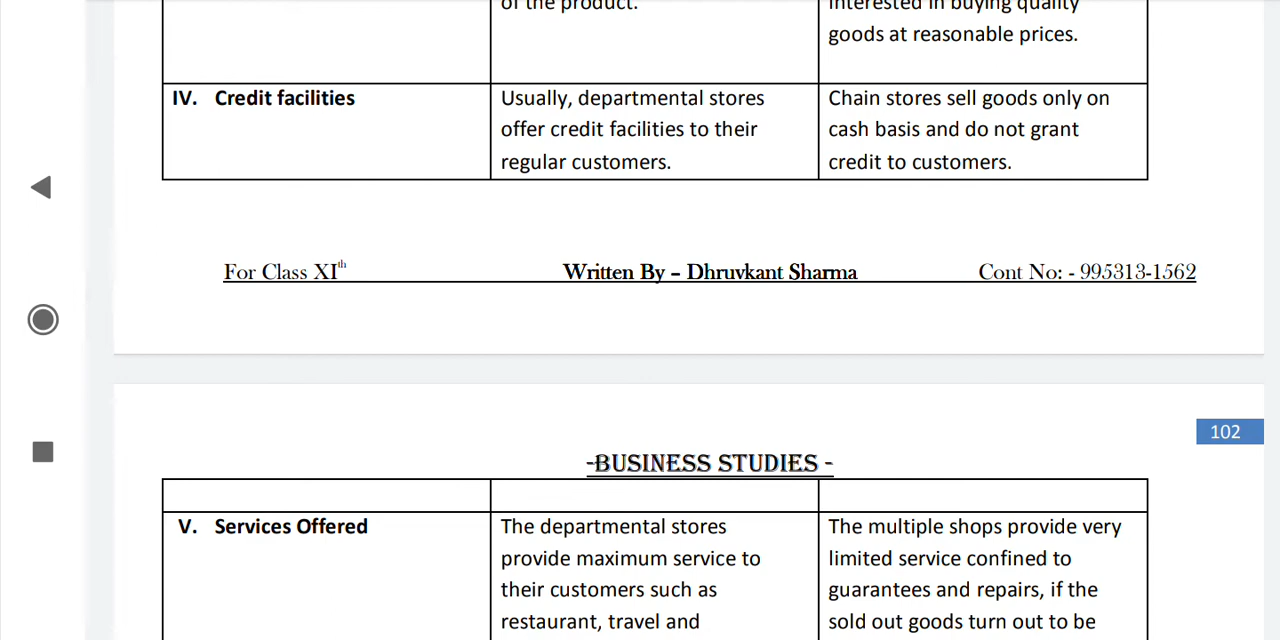 of the product.
interested in buying quality
goods at reasonable prices.
IV. Credit facilities
Usually, departmental stores
offer credit facilities to their
regular customers.
Chain stores sell goods only on
cash basis and do not grant
credit to customers.
For Class XIth Written By – Dhruvkant Sharma Cont No: - 995313-1562
102
-BUSINESS STUDIES -
V. Services Offered
The departmental stores
provide maximum service to
their customers such as
restaurant, travel and
The multiple shops provide very
limited service confined to
guarantees and repairs, if the
sold out goods turn out to be